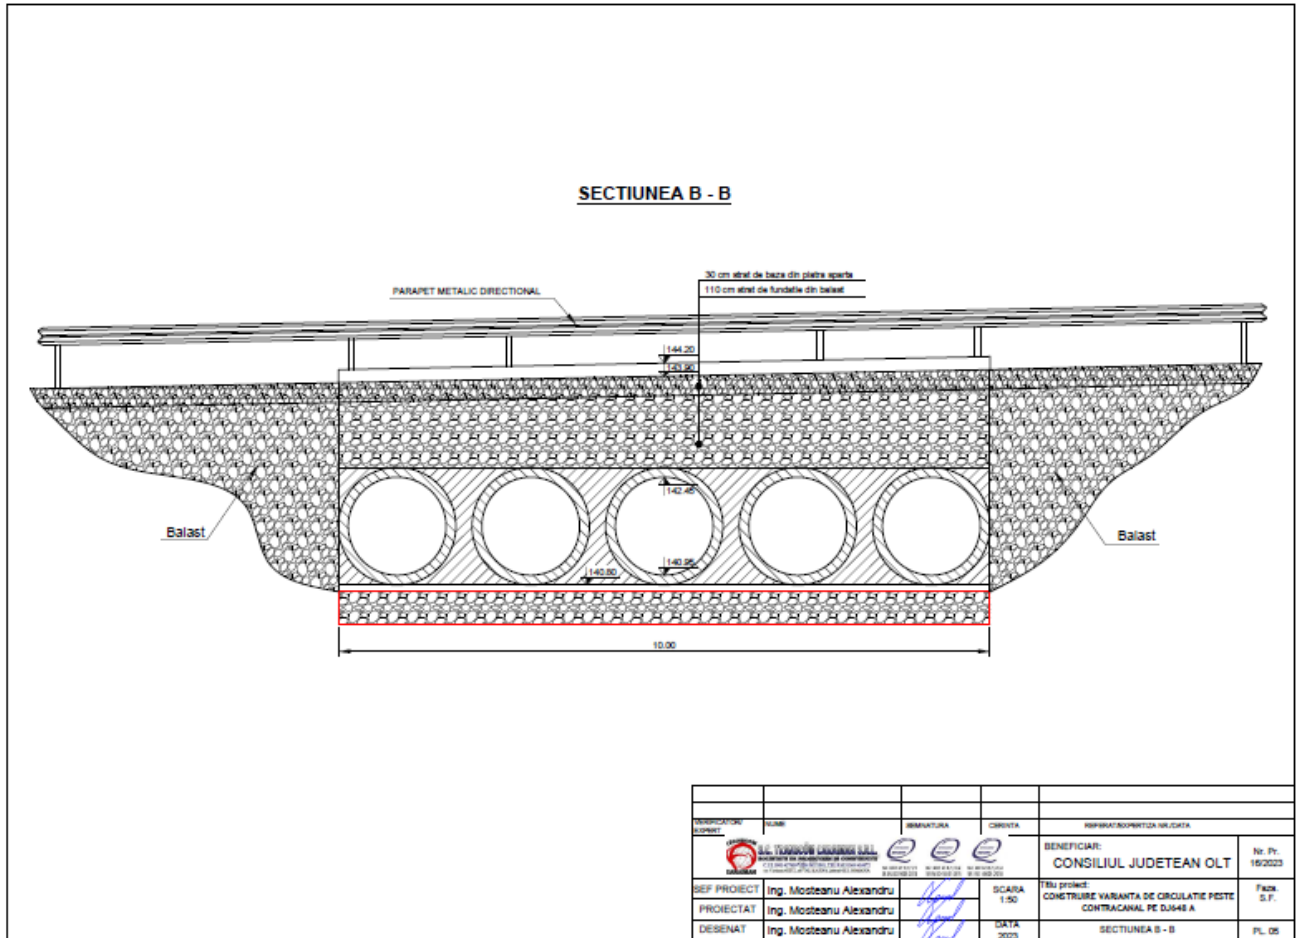 SECTIUNEA B - B
30 cm strat de baza din piatra sparta
110 cm strat de fundatie din balast
PARAPET METALIC DIRECTIONAL
144.20
143.90
142.45
140.95
140.80
Balast
Balast
10.00
VERIFICATOR/ EXPERT
NUME
SEMNATURA
CERINTA
REFERAT/EXPERTIZA NR./DATA
BENEFICIAR:
CONSILIUL JUDETEAN OLT
Nr. Pr.
16/2023
SEF PROIECT
Ing. Mosteanu Alexandru
SCARA
1:50
Titlu proiect:
CONSTRUIRE VARIANTA DE CIRCULATIE PESTE
CONTRACANAL PE DJ648 A
Faza.
S.F.
PROIECTAT
Ing. Mosteanu Alexandru
DESENAT
Ing. Mosteanu Alexandru
DATA
2023
SECTIUNEA B - B
PL. 05